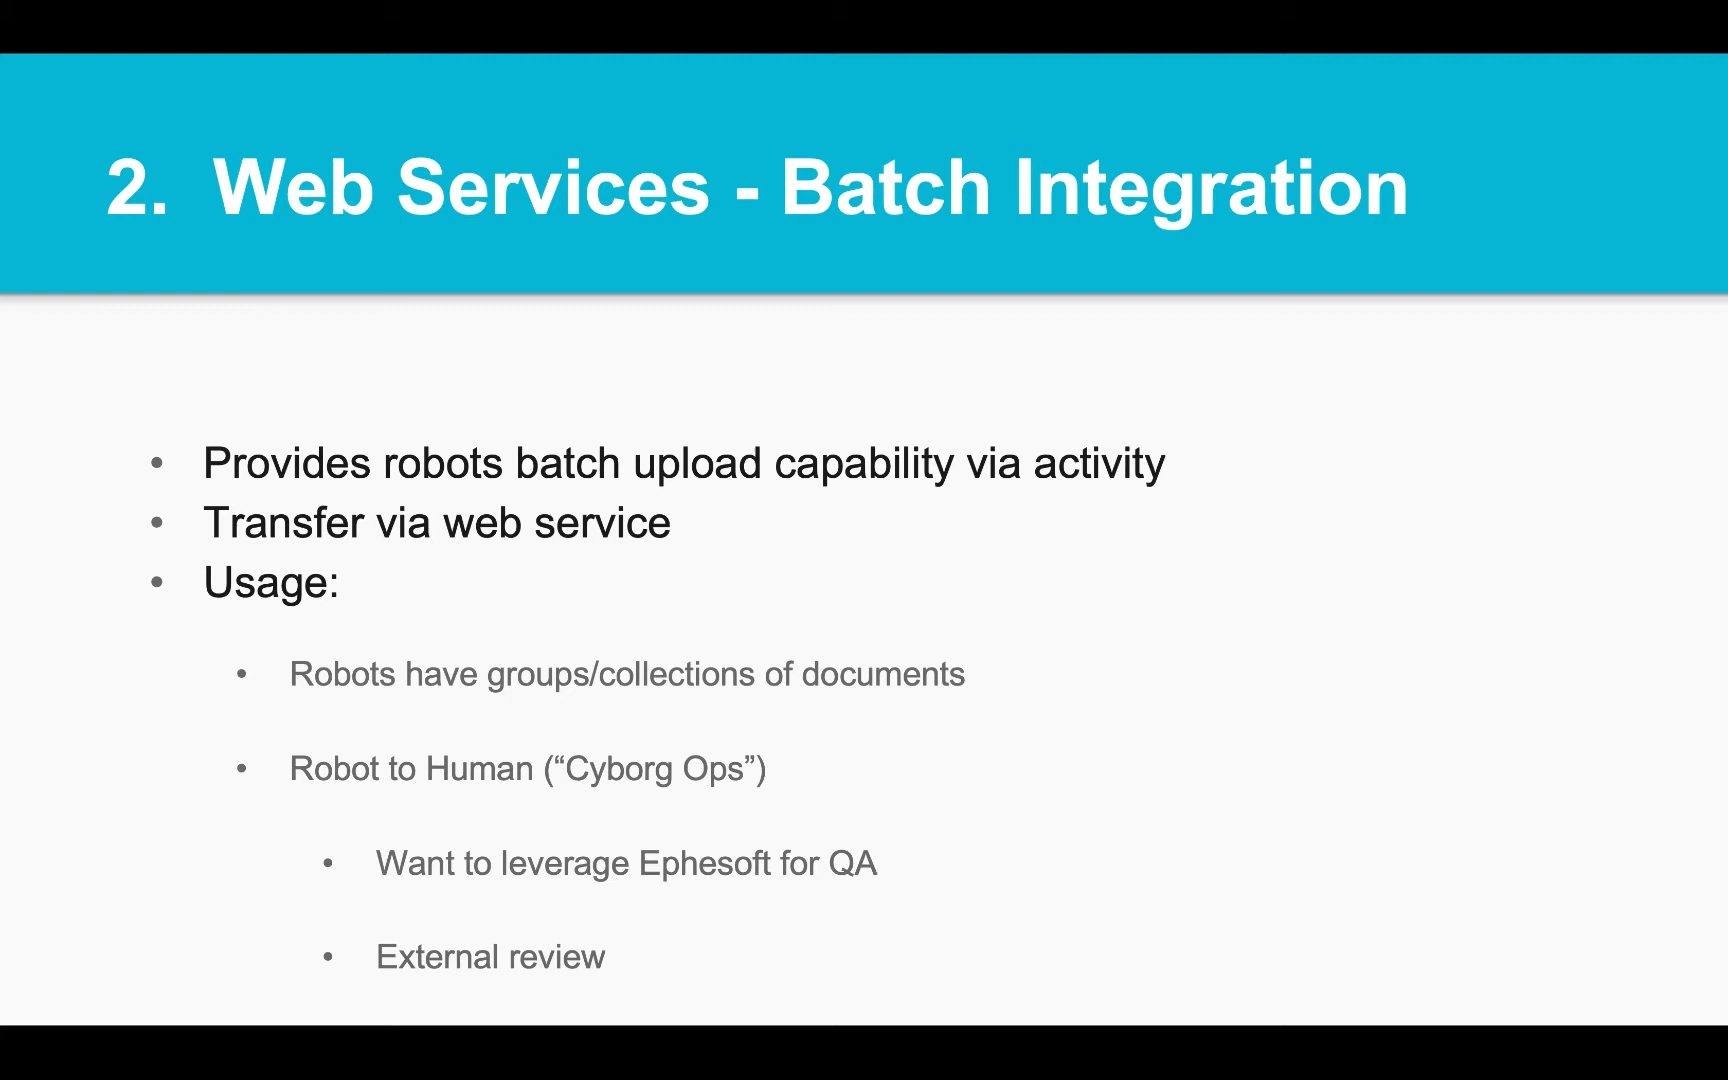 2. Web Services - Batch Integration
• Provides robots batch upload capability via activity
• Transfer via web service
• Usage:
• Robots have groups/collections of documents
• Robot to Human (“Cyborg Ops”)
• Want to leverage Ephesoft for QA
• External review